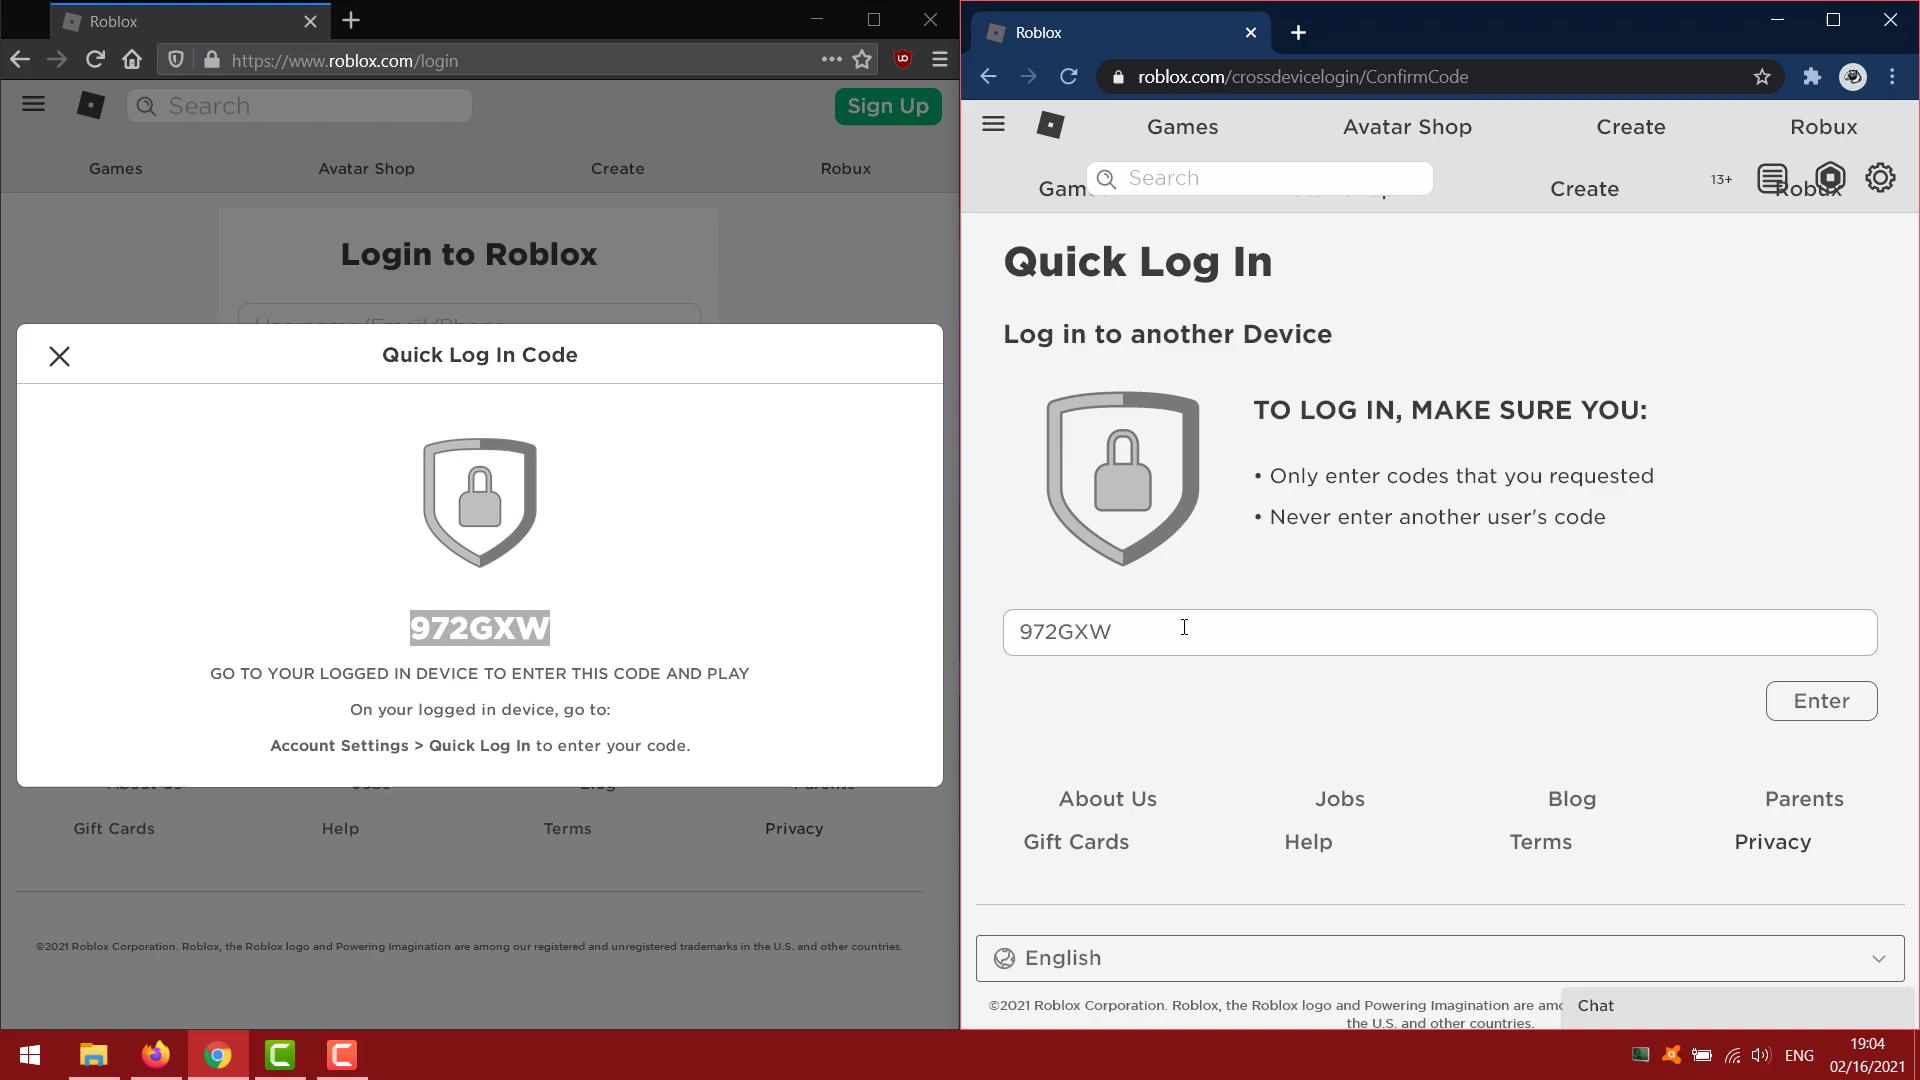 Roblox
https://www.roblox.com/login
Search
Sign Up
Games
Avatar Shop
Create
Robux
Login to Roblox
Quick Log In Code
972GXW
GO TO YOUR LOGGED IN DEVICE TO ENTER THIS CODE AND PLAY
On your logged in device, go to:
Account Settings > Quick Log In to enter your code.
Gift Cards
Help
Terms
Privacy
©2021 Roblox Corporation. Roblox, the Roblox logo and Powering Imagination are among our registered and unregistered trademarks in the U.S. and other countries.
Roblox
roblox.com/crossdevicelogin/ConfirmCode
Games
Avatar Shop
Create
Robux
Search
Create
13+
Robux
Quick Log In
Log in to another Device
TO LOG IN, MAKE SURE YOU:
• Only enter codes that you requested
• Never enter another user's code
972GXW
Enter
About Us
Jobs
Blog
Parents
Gift Cards
Help
Terms
Privacy
English
©2021 Roblox Corporation. Roblox, the Roblox logo and Powering Imagination are
the U.S. and other countries.
Chat
ENG
19:04
02/16/2021